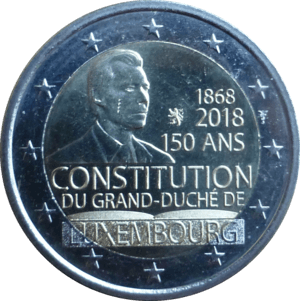 1868
2018
150 ANS
CONSTITUTION
DU GRAND-DUCHÉ DE
LUXEMBOURG